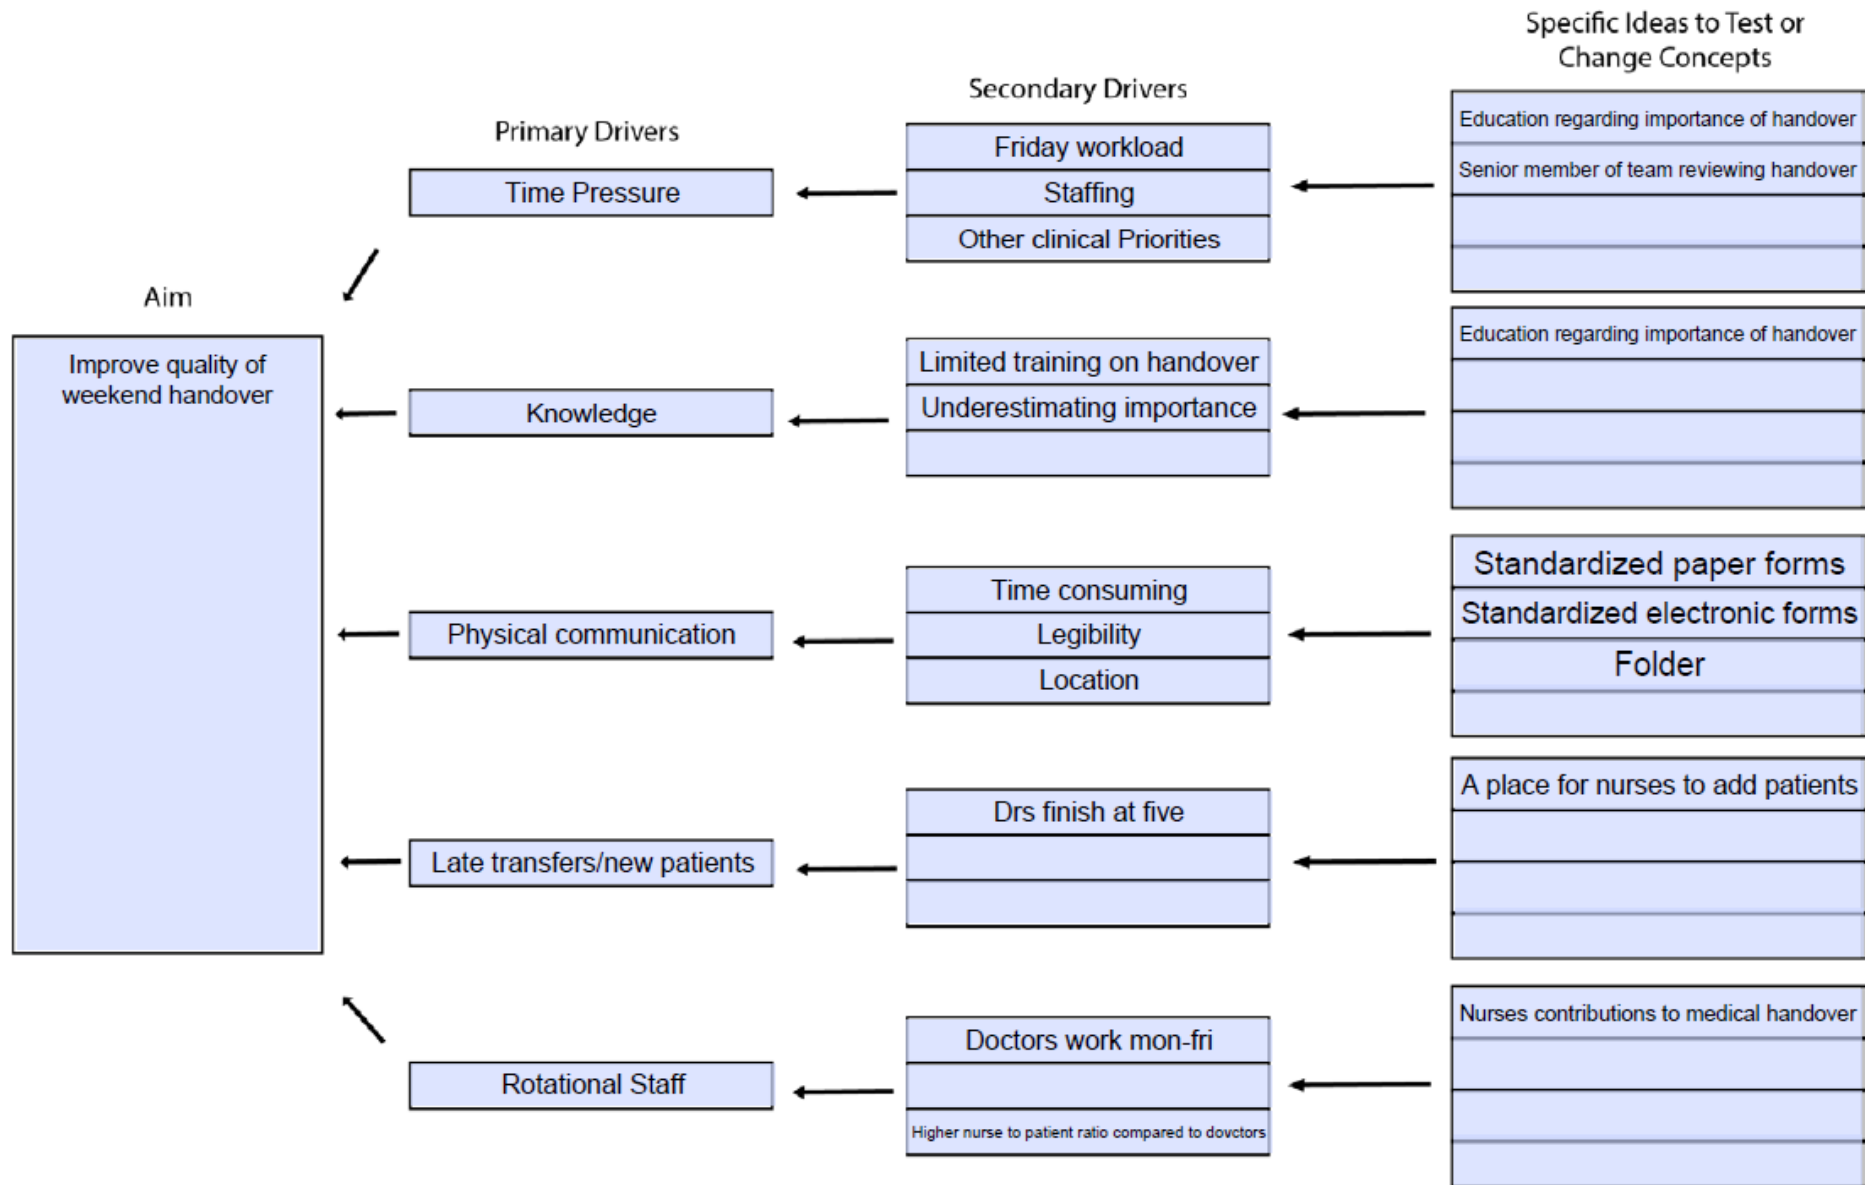 Specific Ideas to Test or
Change Concepts
Secondary Drivers
Primary Drivers
Aim
Improve quality of
weekend handover
Time Pressure
Friday workload
Staffing
Other clinical Priorities
Education regarding importance of handover
Senior member of team reviewing handover
Knowledge
Limited training on handover
Underestimating importance
Education regarding importance of handover
Physical communication
Time consuming
Legibility
Location
Standardized paper forms
Standardized electronic forms
Folder
Late transfers/new patients
Drs finish at five
A place for nurses to add patients
Rotational Staff
Doctors work mon-fri
Higher nurse to patient ratio compared to dovctors
Nurses contributions to medical handover